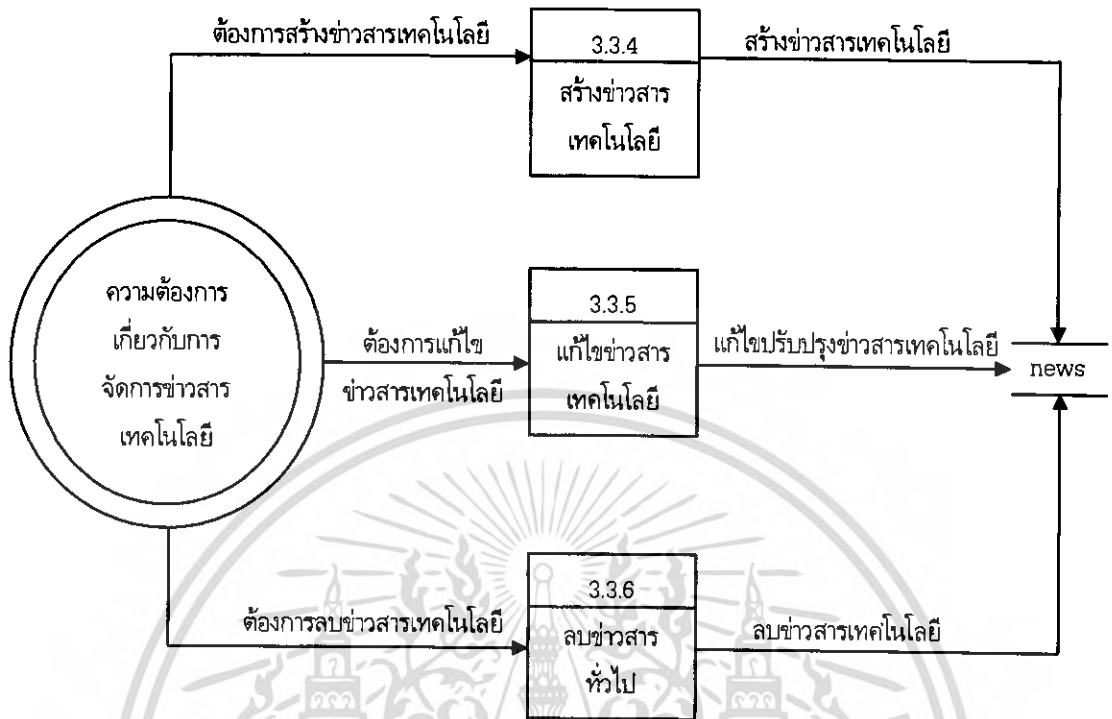 ต้องการสร้างข่าวสารเทคโนโลยี
3.3.4
สร้างข่าวสาร
เทคโนโลยี
สร้างข่าวสารเทคโนโลยี
ความต้องการ
เกี่ยวกับการ
จัดการข่าวสาร
เทคโนโลยี
ต้องการแก้ไข
ข่าวสารเทคโนโลยี
3.3.5
แก้ไขข่าวสาร
เทคโนโลยี
แก้ไขปรับปรุงข่าวสารเทคโนโลยี
news
ต้องการลบข่าวสารเทคโนโลยี
3.3.6
ลบข่าวสาร
ทั่วไป
ลบข่าวสารเทคโนโลยี